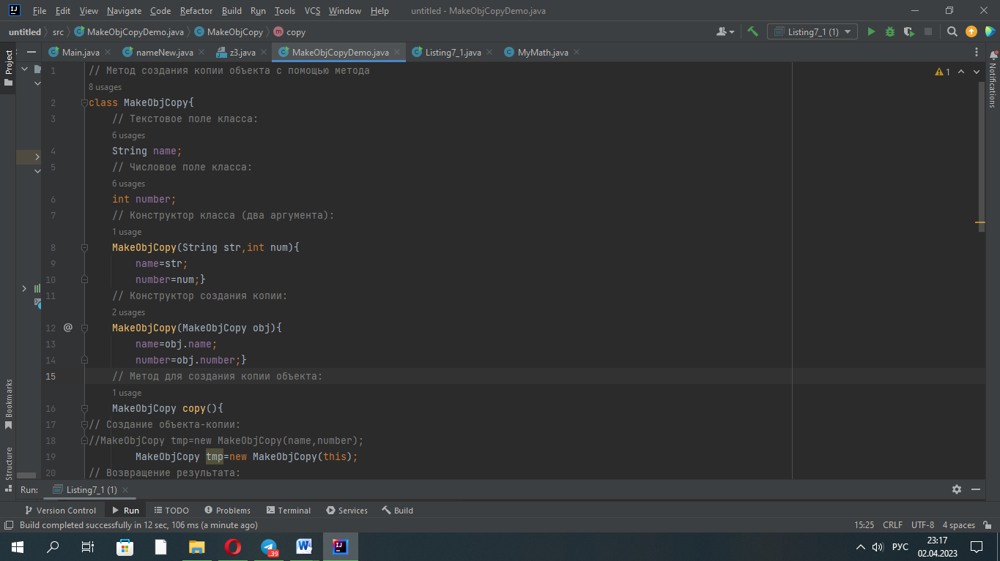 File Edit View Navigate Code Refactor Build Run Tools VCS Window Help untitled - MakeObjCopyDemo.java
untitled src MakeObjCopyDemo.java MakeObjCopy m copy Listing7_1 (1)
Project Main.java nameNew.java z3.java MakeObjCopyDemo.java Listing7_1.java MyMath.java
Notifications
1 // Метод создания копии объекта с помощью метода 1
8 usages
2 class MakeObjCopy{
3 // Текстовое поле класса:
6 usages
4 String name;
5 // Числовое поле класса:
6 usages
6 int number;
7 // Конструктор класса (два аргумента):
1 usage
8 MakeObjCopy(String str,int num){
9 name=str;
10 number=num;}
11 // Конструктор создания копии:
2 usages
12 @ MakeObjCopy(MakeObjCopy obj){
13 name=obj.name;
14 number=obj.number;}
15 // Метод для создания копии объекта:
1 usage
16 MakeObjCopy copy(){
17 // Создание объекта-копии:
18 //MakeObjCopy tmp=new MakeObjCopy(name,number);
19 MakeObjCopy tmp=new MakeObjCopy(this);
20 // Возвращение результата:
Bookmarks
Structure
Run: Listing7_1 (1)
Version Control Run TODO Problems Terminal Services Build
Build completed successfully in 12 sec, 106 ms (a minute ago) 15:25 CRLF UTF-8 4 spaces
39 РУС 23:17
02.04.2023